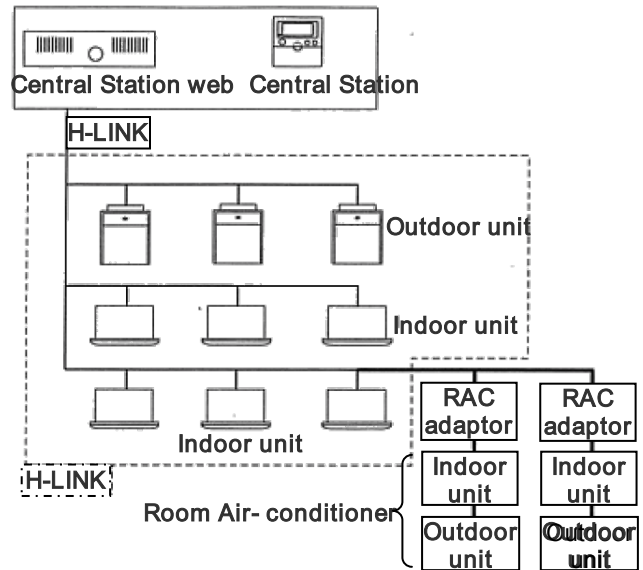 Central Station web Central Station
H-LINK
Outdoor unit
Indoor unit
Indoor unit
H-LINK
RAC
adaptor
RAC
adaptor
Room Air- conditioner
Indoor
unit
Indoor
unit
Outdoor
unit
Outdoor
unit